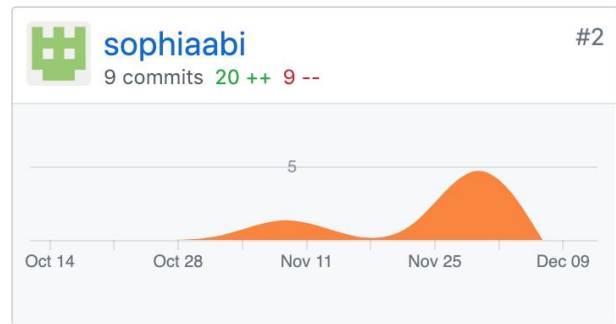 sophiaabi #2
9 commits 20 ++ 9 --
5
Oct 14 Oct 28 Nov 11 Nov 25 Dec 09